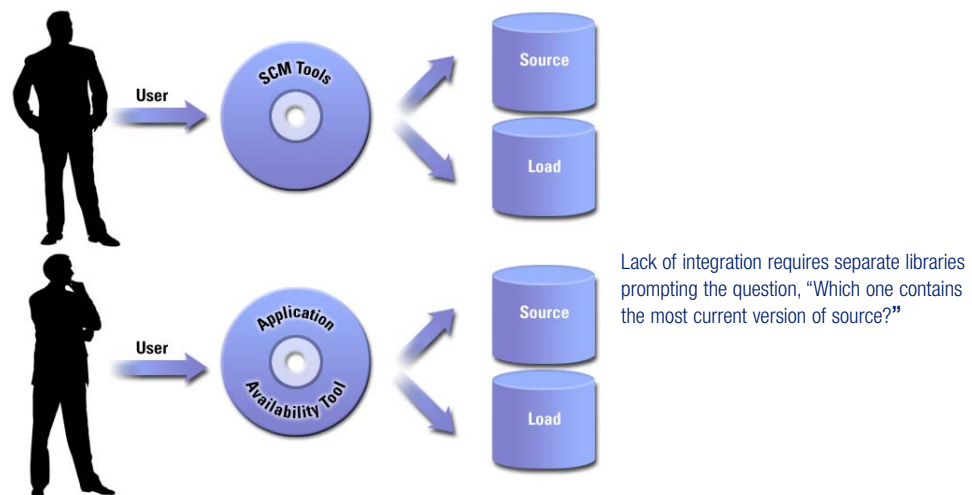 SCM Tools
User
Source
Load
Lack of integration requires separate libraries
prompting the question, “Which one contains
the most current version of source?”
Application
Availability Tool
User
Source
Load